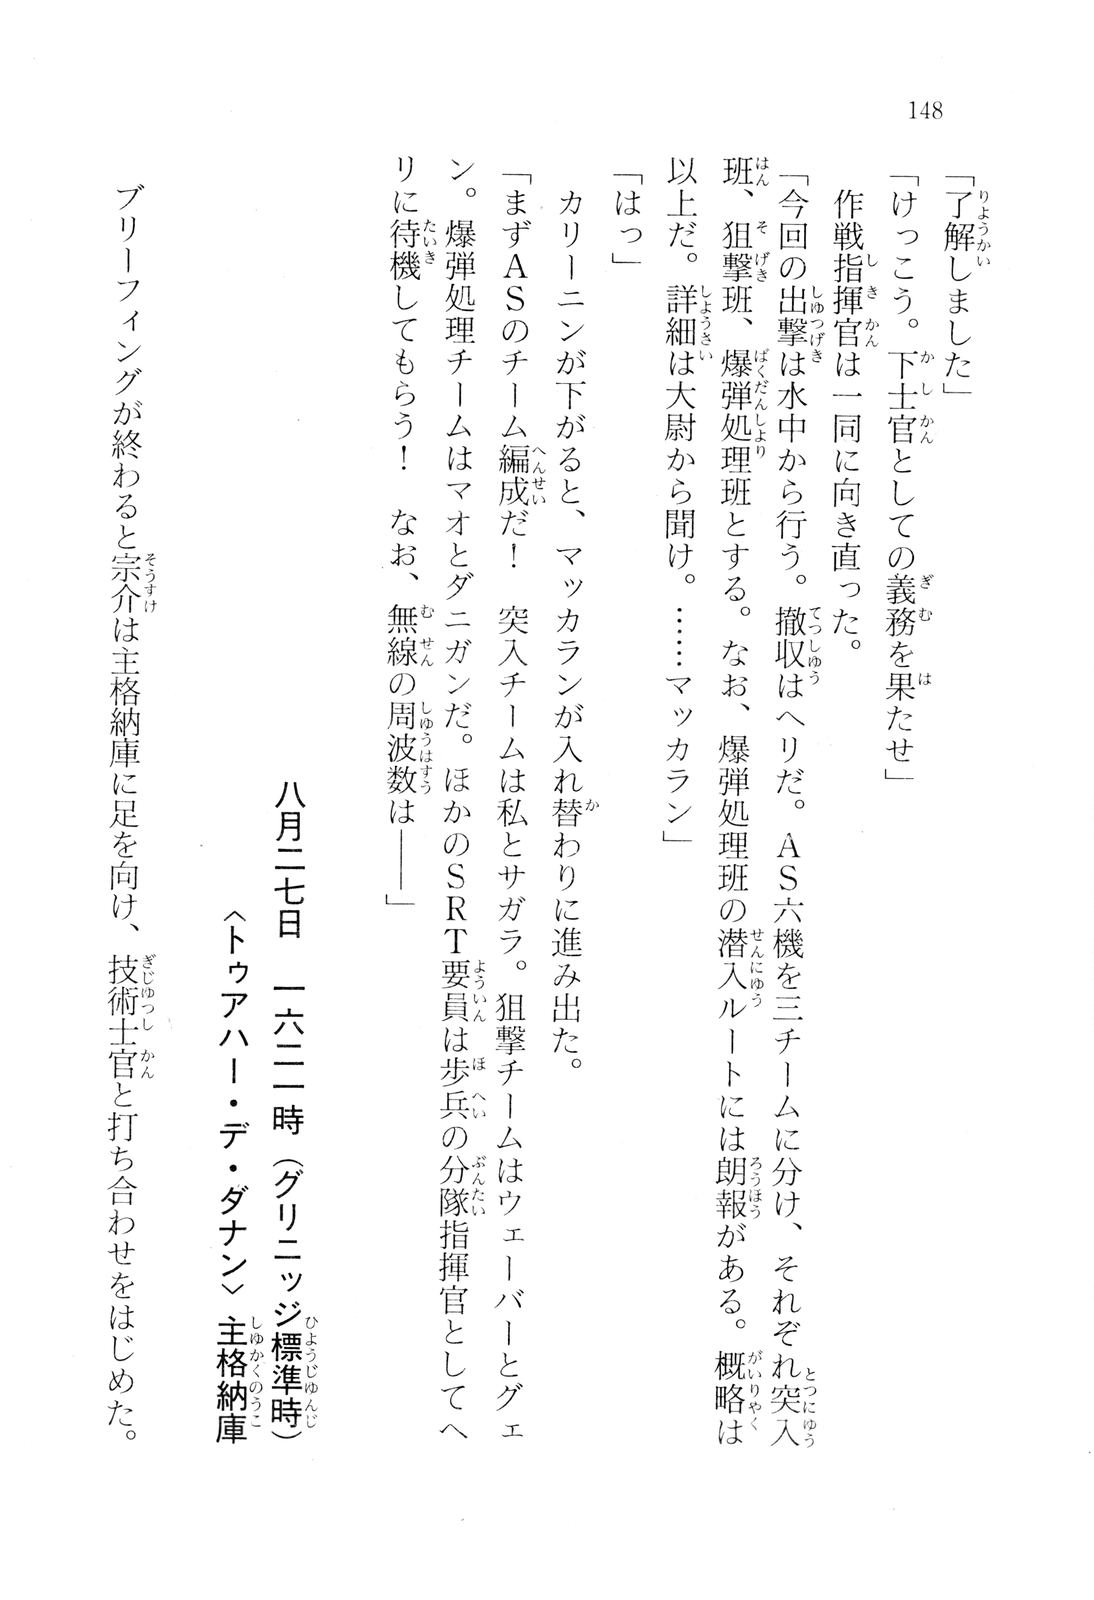 148
「了解しました」
「けっこう。下士官としての義務を果たせ」
　作戦指揮官は一同に向き直った。
「今回の出撃は水中から行う。撤収はヘリだ。ＡＳ六機を三チームに分け、それぞれ突入
班、狙撃班、爆弾処理班とする。なお、爆弾処理班の潜入ルートには朗報がある。概略は
以上だ。詳細は大尉から聞け。……マッカラン」
「はっ」
　カリーニンが下がると、マッカランが入れ替わりに進み出た。
「まずＡＳのチーム編成だ！　突入チームは私とサガラ。狙撃チームはウェーバーとグェ
ン。爆弾処理チームはマオとダニガンだ。ほかのＳＲＴ要員は歩兵の分隊指揮官としてヘ
リに待機してもらう！　なお、無線の周波数は――」
八月二七日　一六二一時（グリニッジ標準時）
〈トゥアハー・デ・ダナン〉主格納庫
　ブリーフィングが終わると宗介は主格納庫に足を向け、技術士官と打ち合わせをはじめた。